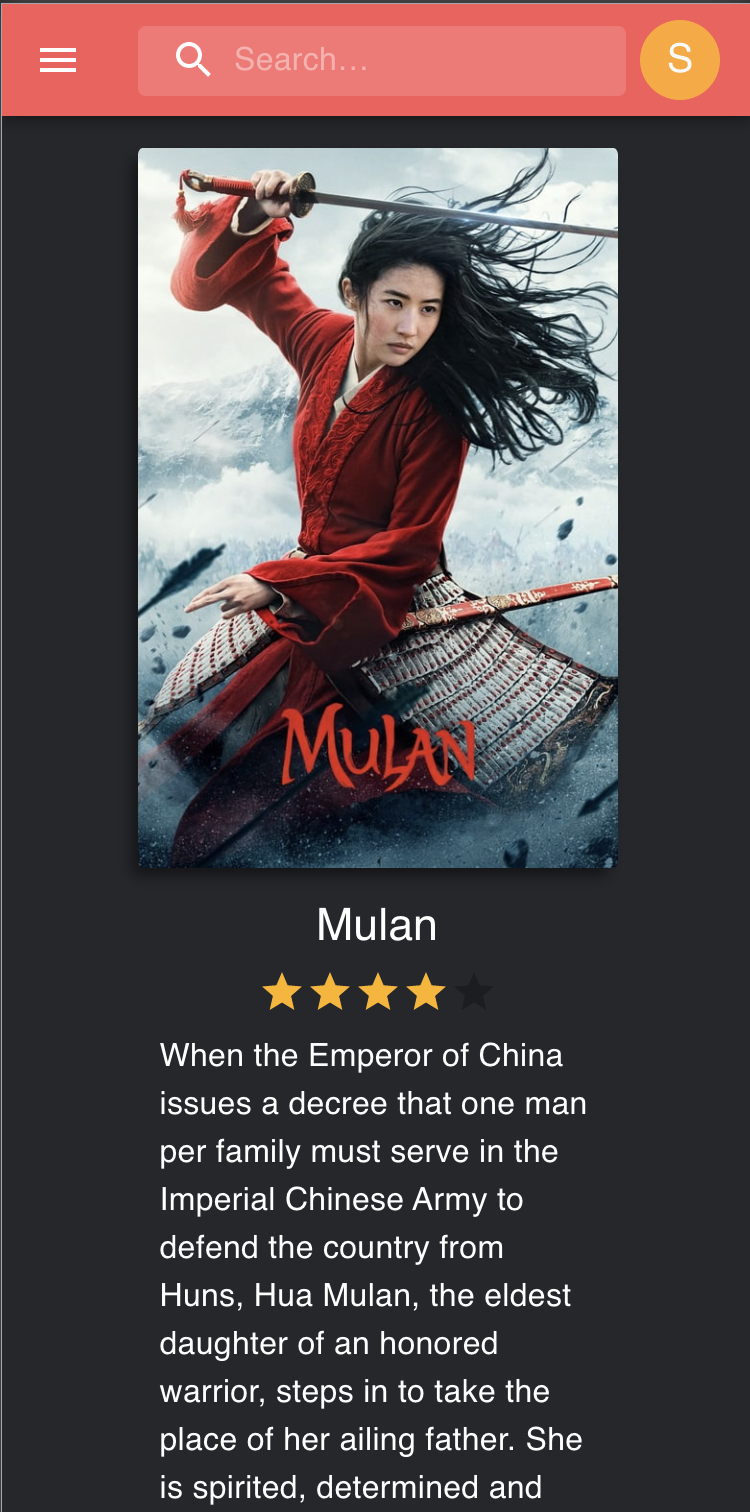 Search...
S
MULAN
Mulan
When the Emperor of China
issues a decree that one man
per family must serve in the
Imperial Chinese Army to
defend the country from
Huns, Hua Mulan, the eldest
daughter of an honored
warrior, steps in to take the
place of her ailing father. She
is spirited, determined and